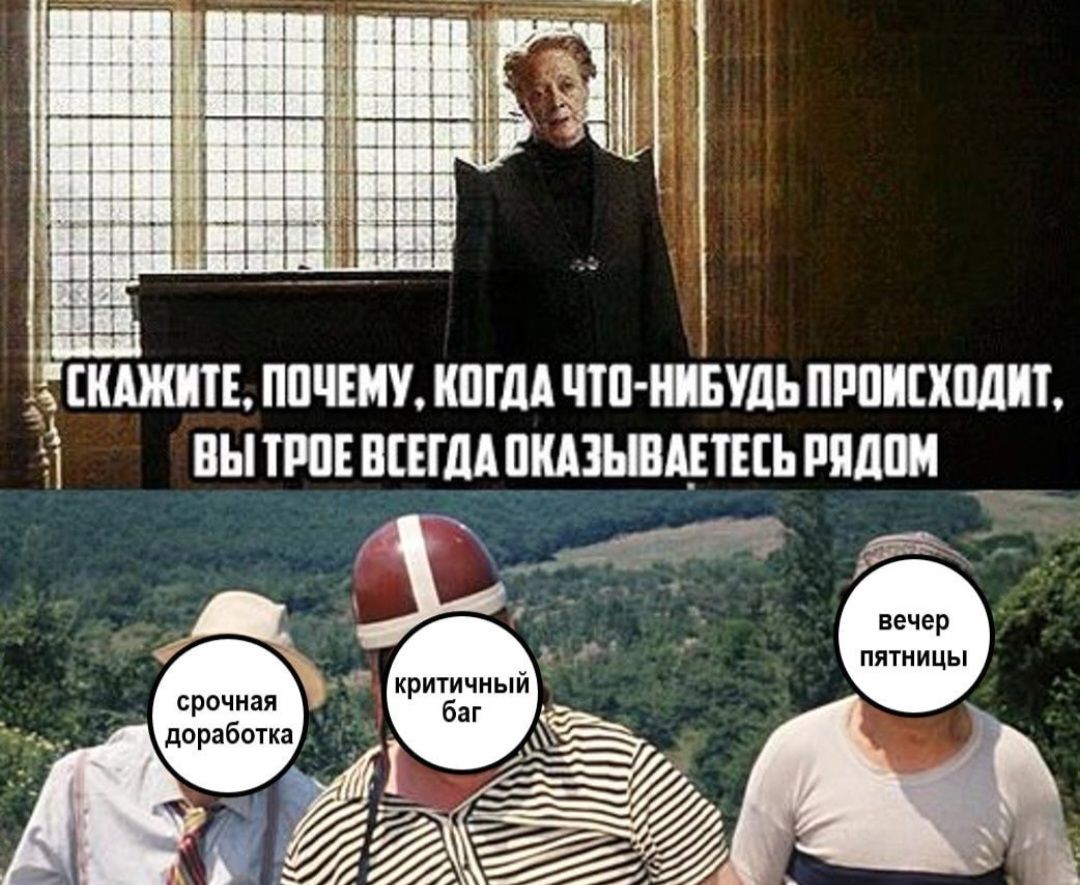 СКАЖИТЕ, ПОЧЕМУ, КОГДА ЧТО-НИБУДЬ ПРОИСХОДИТ,
ВЫ ТРОЕ ВСЕГДА ОКАЗЫВАЕТЕСЬ РЯДОМ
срочная
доработка
критичный
баг
вечер
пятницы